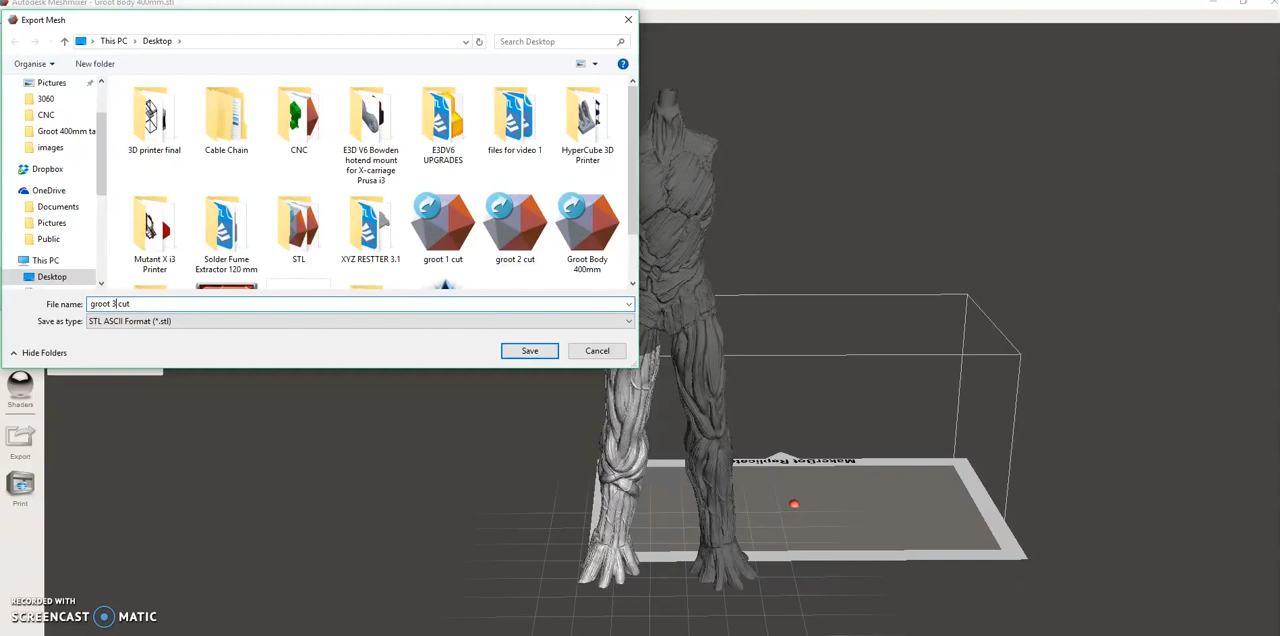 Autodesk Meshmixer - Groot Body 400mm.stl
Export Mesh
This PC > Desktop >
Search Desktop
Organise
New folder
Pictures
3060
CNC
Groot 400mm ta
images
Dropbox
OneDrive
Documents
Pictures
Public
This PC
Desktop
3D printer final
Cable Chain
CNC
E3D V6 Bowden
hotend mount
for X-carriage
Prusa i3
E3DV6
UPGRADES
files for video 1
HyperCube 3D
Printer
Mutant X i3
Printer
Solder Fume
Extractor 120 mm
STL
XYZ RESTTER 3.1
groot 1 cut
groot 2 cut
Groot Body
400mm
File name: groot 3 cut
Save as type: STL ASCII Format (*.stl)
Hide Folders
Save
Cancel
Shaders
Export
Print
MakerBot Replicato
RECORDED WITH
SCREENCAST MATIC